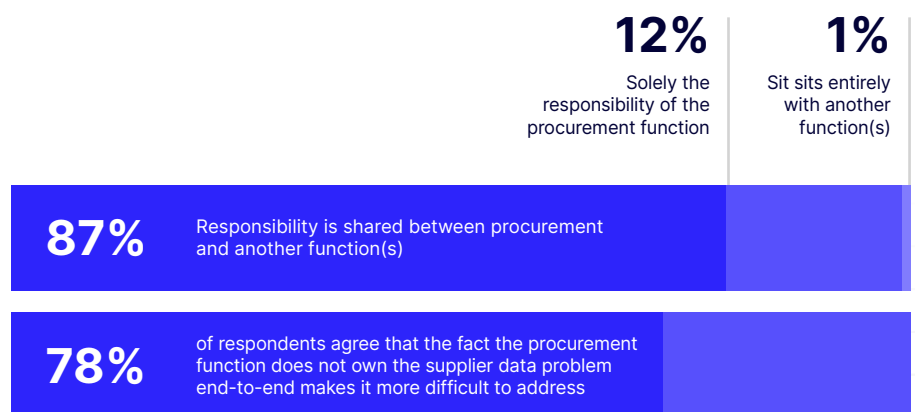 12%
Solely the
responsibility of the
procurement function
1%
Sit sits entirely
with another
function(s)
87%
Responsibility is shared between procurement
and another function(s)
78%
of respondents agree that the fact the procurement
function does not own the supplier data problem
end-to-end makes it more difficult to address